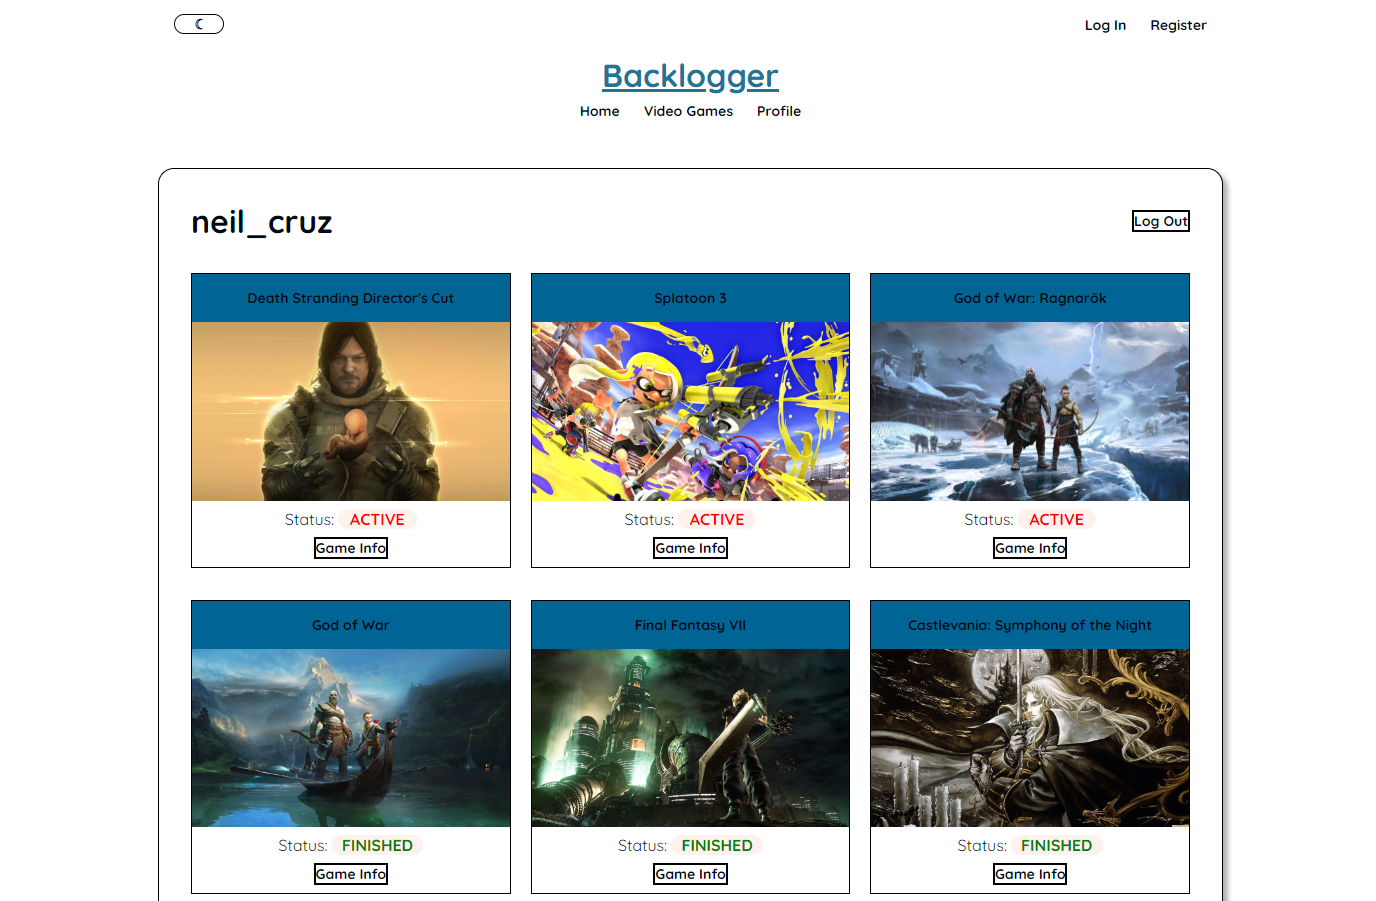 Log In Register
Backlogger
Home Video Games Profile
neil_cruz
Log Out
Death Stranding Director's Cut
Splatoon 3
God of War: Ragnarök
Status: ACTIVE
Status: ACTIVE
Status: ACTIVE
Game Info
Game Info
Game Info
God of War
Final Fantasy VII
Castlevania: Symphony of the Night
Status: FINISHED
Status: FINISHED
Status: FINISHED
Game Info
Game Info
Game Info